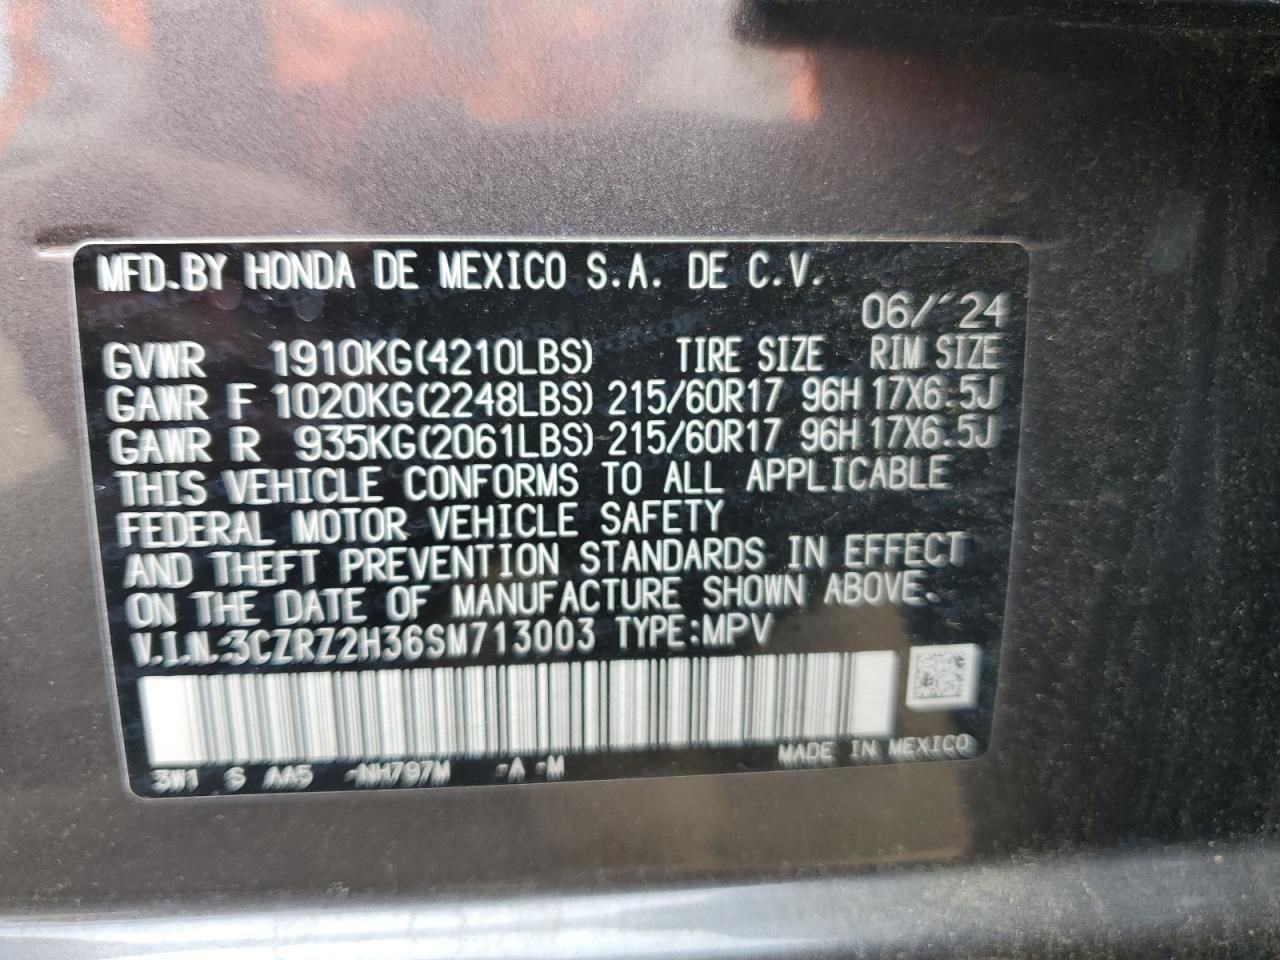 MFD.BY HONDA DE MEXICO S.A. DE C.V.
06/'24
GVWR 1910KG(4210LBS) TIRE SIZE RIM SIZE
GAWR F 1020KG(2248LBS) 215/60R17 96H 17X6.5J
GAWR R 935KG(2061LBS) 215/60R17 96H 17X6.5J
THIS VEHICLE CONFORMS TO ALL APPLICABLE
FEDERAL MOTOR VEHICLE SAFETY
AND THEFT PREVENTION STANDARDS IN EFFECT
ON THE DATE OF MANUFACTURE SHOWN ABOVE.
V.I.N.:3CZRZ2H36SM713003 TYPE:MPV
MADE IN MEXICO
3W1 S AA5 -NH797M -A -M